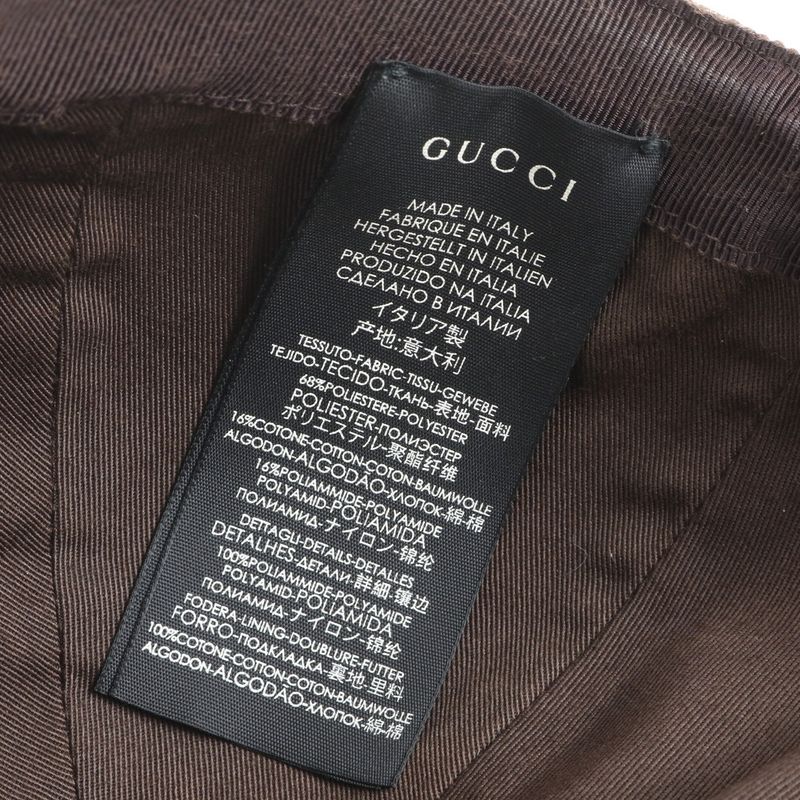 GUCCI
MADE IN ITALY
FABRIQUE EN ITALIE
HERGESTELLT IN ITALIEN
HECHO EN ITALIA
PRODUZIDO NA ITALIA
СДЕЛАНО В ИТАЛИИ
イタリア製
产地:意大利
TESSUTO-FABRIC-TISSU-GEWEBE
TEJIDO-TECIDO-ТКАНЬ-表地-面料
68%POLIESTERE-POLYESTER
POLIESTER-ПОЛИЭСТЕР
ポリエステル-聚酯纤维
16%COTONE-COTTON-COTON-BAUMWOLLE
ALGODON-ALGODÃO-ХЛОПОК-綿-棉
16%POLIAMMIDE-POLYAMIDE
POLYAMID-POLIAMIDA
ПОЛИАМИД-ナイロン-锦纶
DETTAGLI-DETAILS-DETALLES
DETALHES-ДЕТАЛИ-詳細-镶边
100%POLIAMMIDE-POLYAMIDE
POLYAMID-POLIAMIDA
ПОЛИАМИД-ナイロン-锦纶
FODERA-LINING-DOUBLURE-FUTTER
FORRO-ПОДКЛАДКА-裏地-里料
100%COTONE-COTTON-COTON-BAUMWOLLE
ALGODON-ALGODÃO-ХЛОПОК-綿-棉